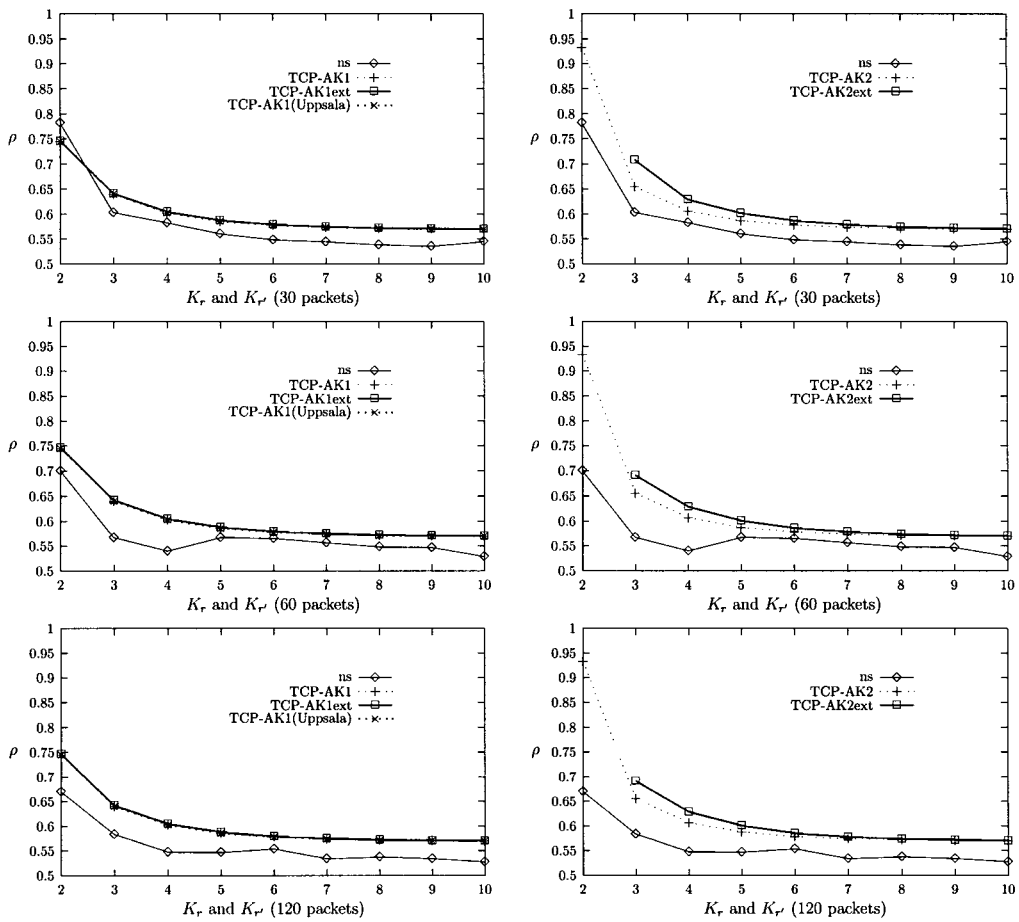 1
0.95
0.9
0.85
0.8
0.75
0.7
0.65
0.6
0.55
0.5
ρ
ns
TCP-AK1
TCP-AK1ext
TCP-AK1(Uppsala)
2 3 4 5 6 7 8 9 10
K_r and K_r' (30 packets)
1
0.95
0.9
0.85
0.8
0.75
0.7
0.65
0.6
0.55
0.5
ρ
ns
TCP-AK2
TCP-AK2ext
2 3 4 5 6 7 8 9 10
K_r and K_r' (30 packets)
1
0.95
0.9
0.85
0.8
0.75
0.7
0.65
0.6
0.55
0.5
ρ
ns
TCP-AK1
TCP-AK1ext
TCP-AK1(Uppsala)
2 3 4 5 6 7 8 9 10
K_r and K_r' (60 packets)
1
0.95
0.9
0.85
0.8
0.75
0.7
0.65
0.6
0.55
0.5
ρ
ns
TCP-AK2
TCP-AK2ext
2 3 4 5 6 7 8 9 10
K_r and K_r' (60 packets)
1
0.95
0.9
0.85
0.8
0.75
0.7
0.65
0.6
0.55
0.5
ρ
ns
TCP-AK1
TCP-AK1ext
TCP-AK1(Uppsala)
2 3 4 5 6 7 8 9 10
K_r and K_r' (120 packets)
1
0.95
0.9
0.85
0.8
0.75
0.7
0.65
0.6
0.55
0.5
ρ
ns
TCP-AK2
TCP-AK2ext
2 3 4 5 6 7 8 9 10
K_r and K_r' (120 packets)